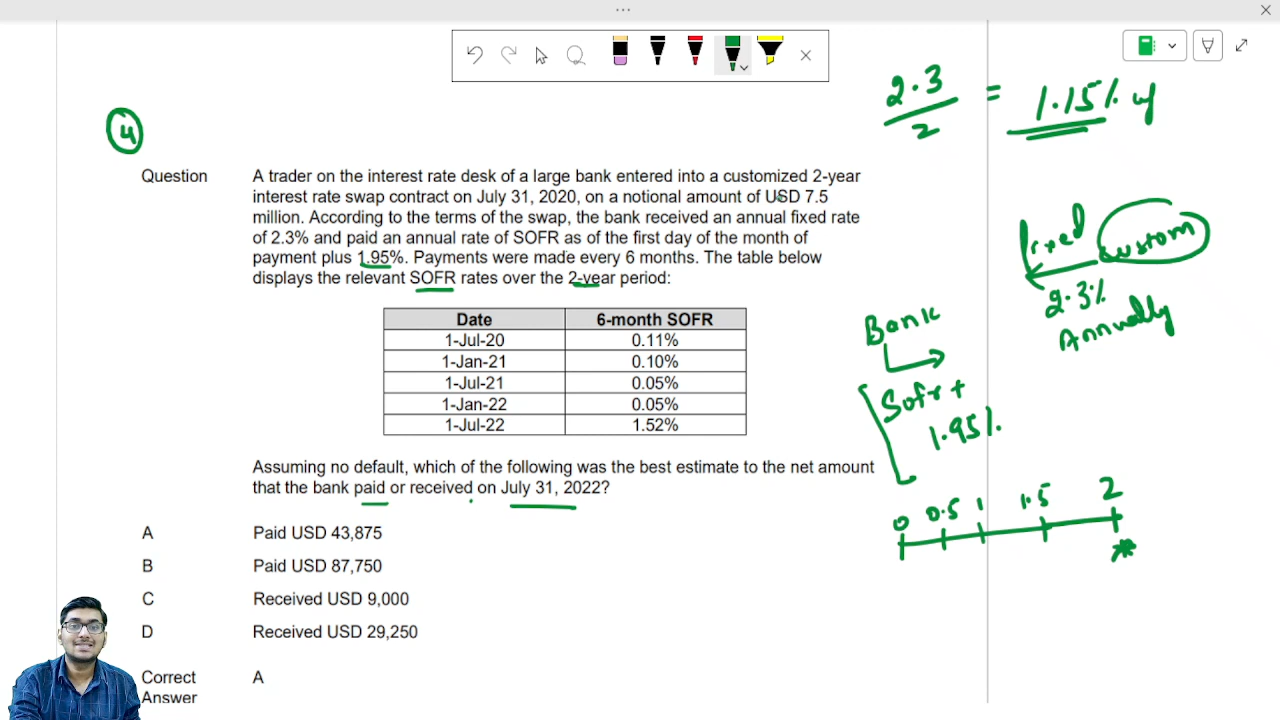 2.3
2
= 1.15% of
4
Question
A trader on the interest rate desk of a large bank entered into a customized 2-year
interest rate swap contract on July 31, 2020, on a notional amount of USD 7.5
million. According to the terms of the swap, the bank received an annual fixed rate
of 2.3% and paid an annual rate of SOFR as of the first day of the month of
payment plus 1.95%. Payments were made every 6 months. The table below
displays the relevant SOFR rates over the 2-year period:
Date 6-month SOFR
1-Jul-20 0.11%
1-Jan-21 0.10%
1-Jul-21 0.05%
1-Jan-22 0.05%
1-Jul-22 1.52%
Assuming no default, which of the following was the best estimate to the net amount
that the bank paid or received on July 31, 2022?
A Paid USD 43,875
B Paid USD 87,750
C Received USD 9,000
D Received USD 29,250
Correct
Answer
A
fixed custom
2.3%
Annually
Bank
Sofr +
1.95%
0 0.5 1 1.5 2